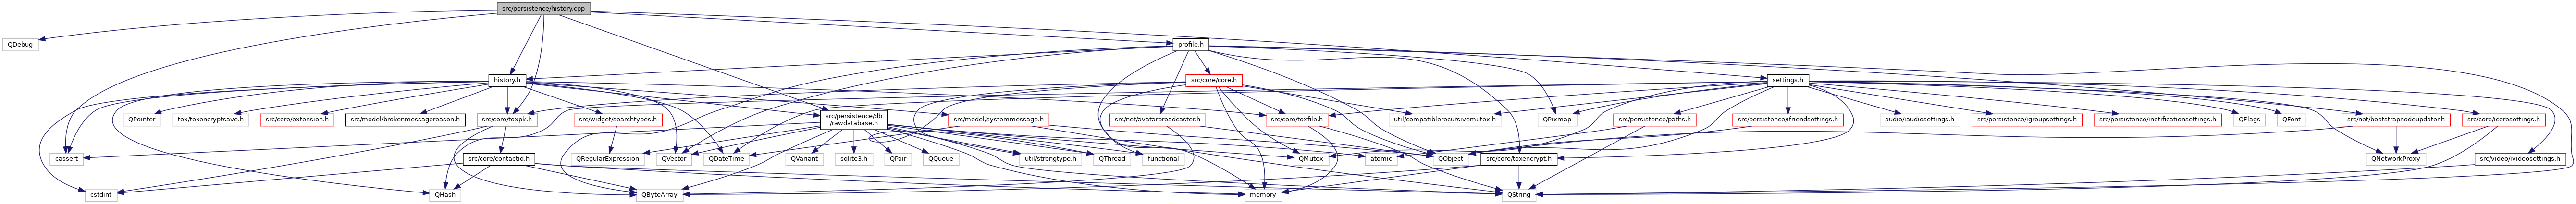 src/persistence/history.cpp
QDebug
profile.h
history.h
src/core/core.h
settings.h
QPointer
tox/toxencryptsave.h
src/core/extension.h
src/model/brokenmessagereason.h
src/core/toxpk.h
src/widget/searchtypes.h
src/persistence/db
/rawdatabase.h
src/model/systemmessage.h
src/net/avatarbroadcaster.h
src/core/toxfile.h
util/compatiblerecursivemutex.h
QPixmap
src/persistence/paths.h
src/persistence/ifriendsettings.h
audio/iaudiosettings.h
src/persistence/igroupsettings.h
src/persistence/inotificationsettings.h
QFlags
QFont
src/net/bootstrapnodeupdater.h
src/core/icoresettings.h
cassert
src/core/contactid.h
QRegularExpression
QVector
QDateTime
QVariant
sqlite3.h
QPair
QQueue
util/strongtype.h
QThread
functional
QMutex
atomic
QObject
src/core/toxencrypt.h
QNetworkProxy
src/video/ivideosettings.h
cstdint
QHash
QByteArray
memory
QString